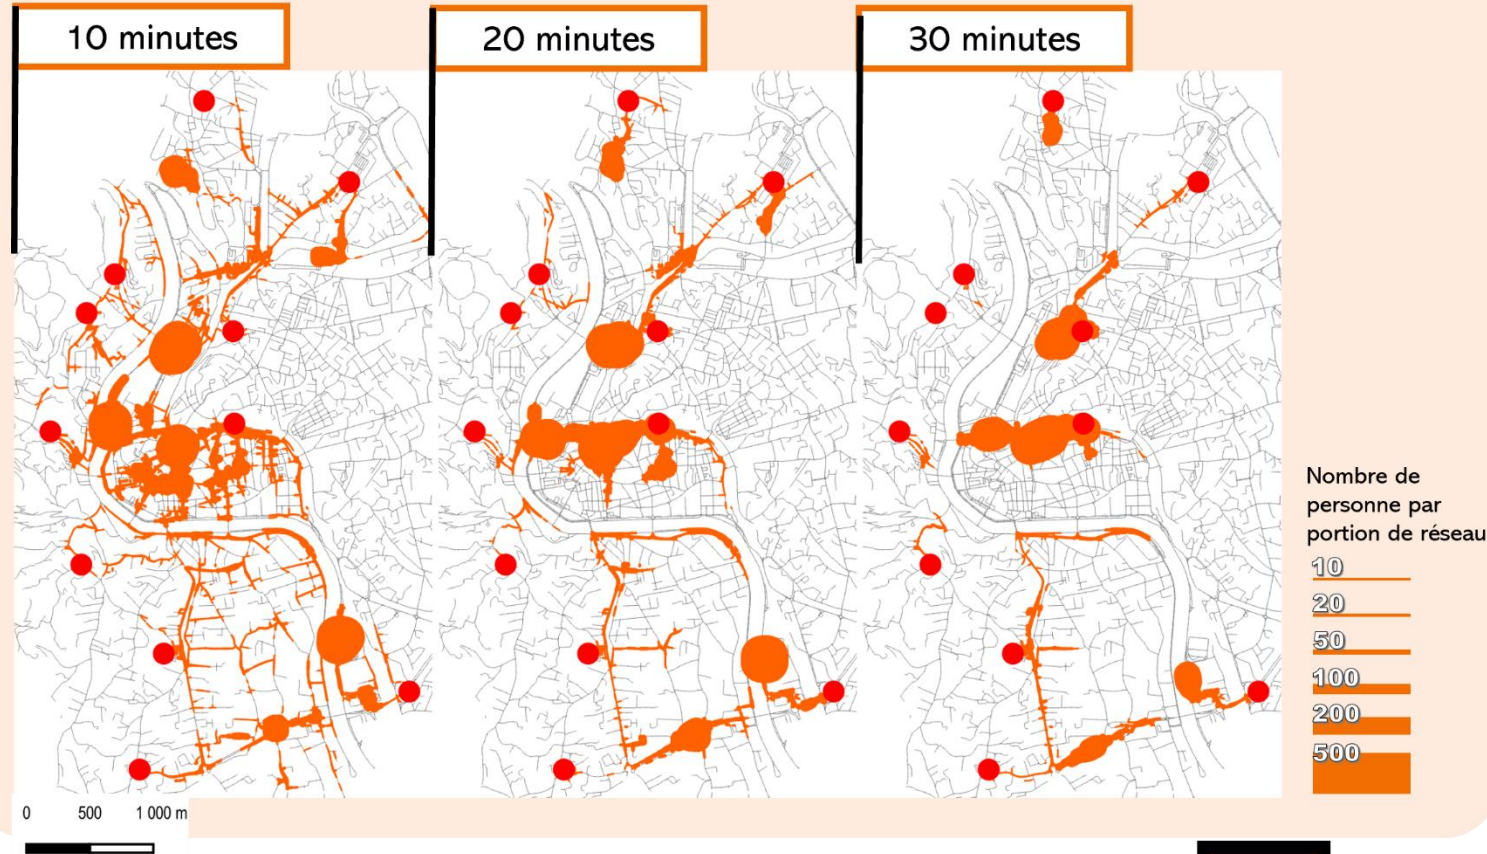 10 minutes
20 minutes
30 minutes
Nombre de
personne par
portion de réseau
10
20
50
100
200
500
0 500 1 000 m